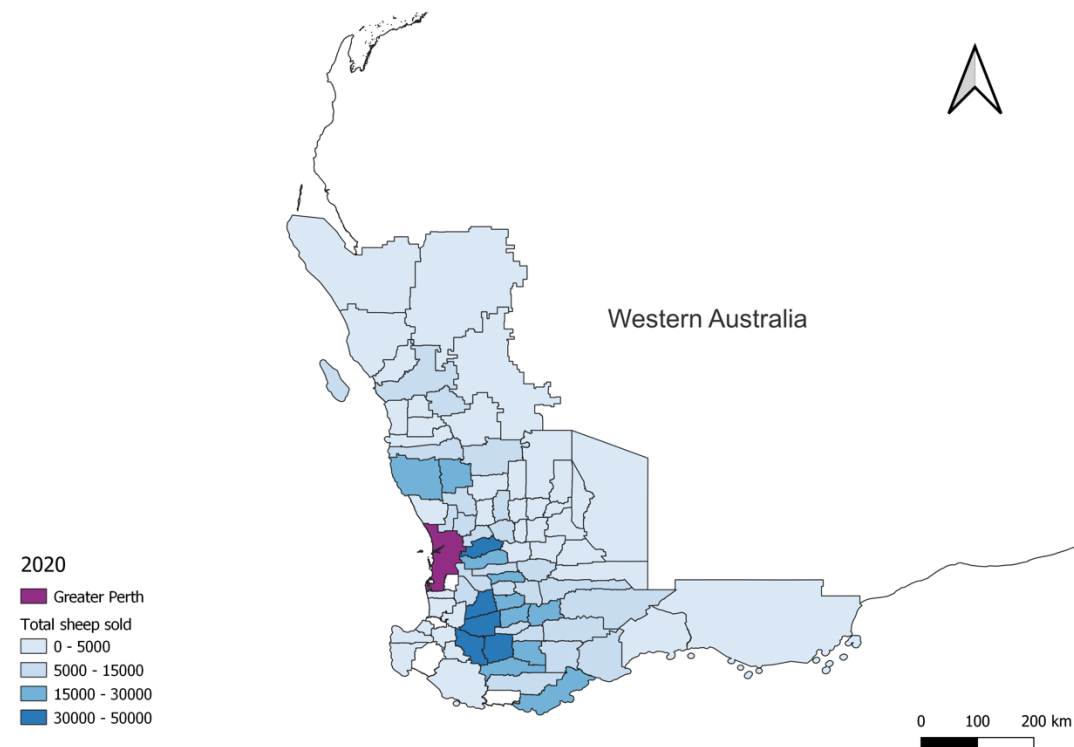 Western Australia
2020
Greater Perth
Total sheep sold
0 - 5000
5000 - 15000
15000 - 30000
30000 - 50000
0 100 200 km